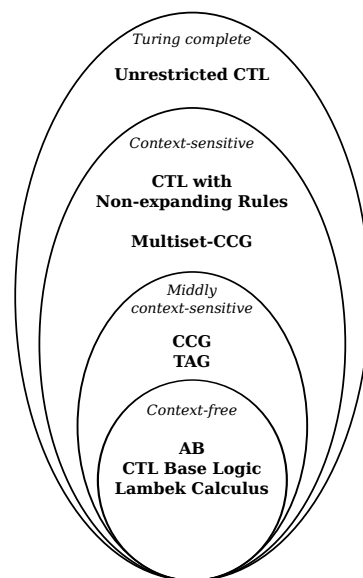 Turing complete
Unrestricted CTL
Context-sensitive
CTL with
Non-expanding Rules
Multiset-CCG
Middly
context-sensitive
CCG
TAG
Context-free
AB
CTL Base Logic
Lambek Calculus